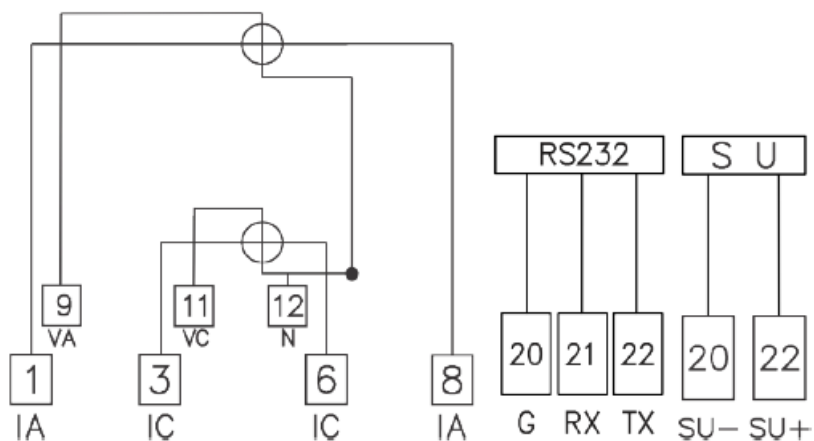 RS232
S U
9
11
12
VA
VC
N
1
3
6
8
20
21
22
20
22
IA
IC
IC
IA
G
RX
TX
SU-
SU+